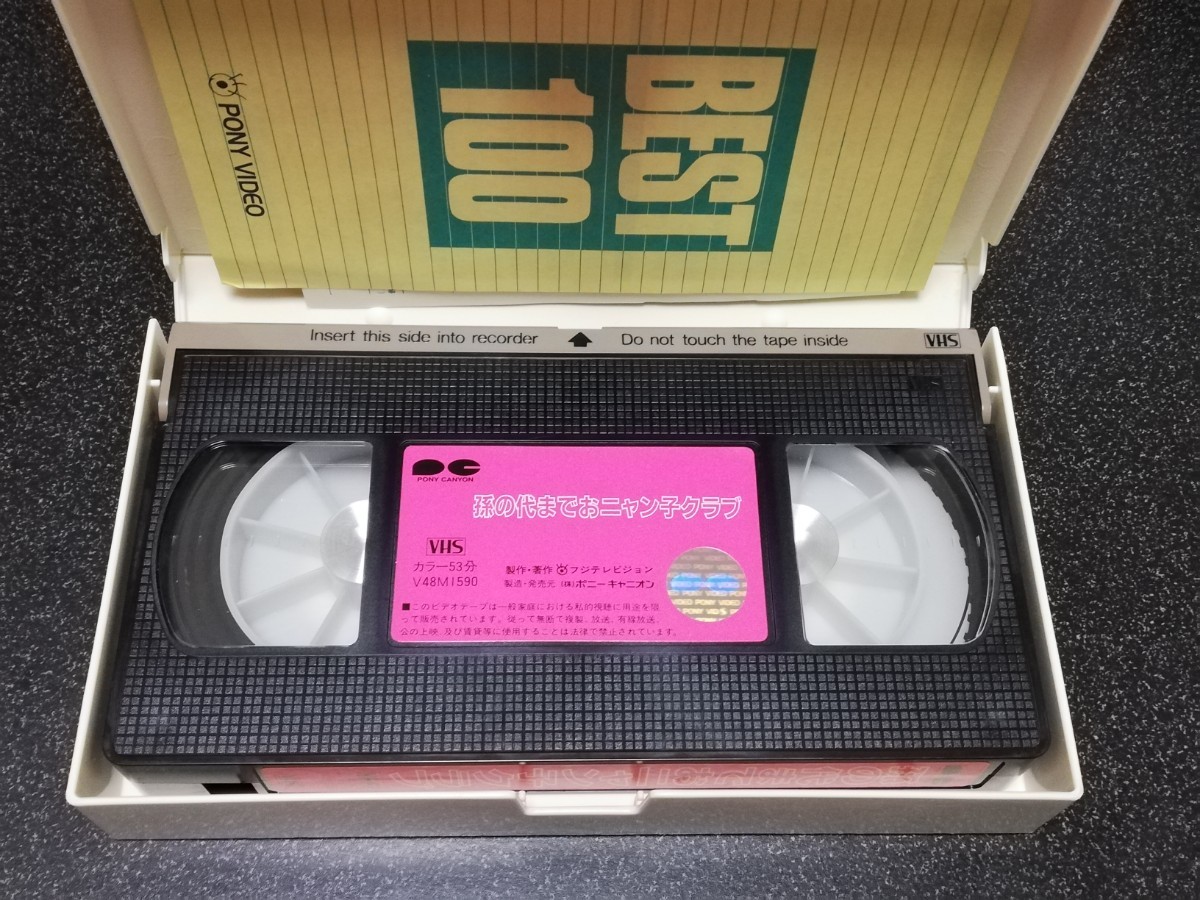 BEST
100
PONY VIDEO
Insert this side into recorder
Do not touch the tape inside
VHS
PONY CANYON
孫の代までおニャン子クラブ
VHS
カラー53分
V48M1590
製作・著作 フジテレビジョン
製造・発売元 (株)ポニーキャニオン
■このビデオテープは一般家庭における私的視聴に用途を限
って販売されています。従って無断で複製、放送、有線放送、
公の上映、及び賃貸等に使用することは法律で禁止されています。
PONY VIDEO